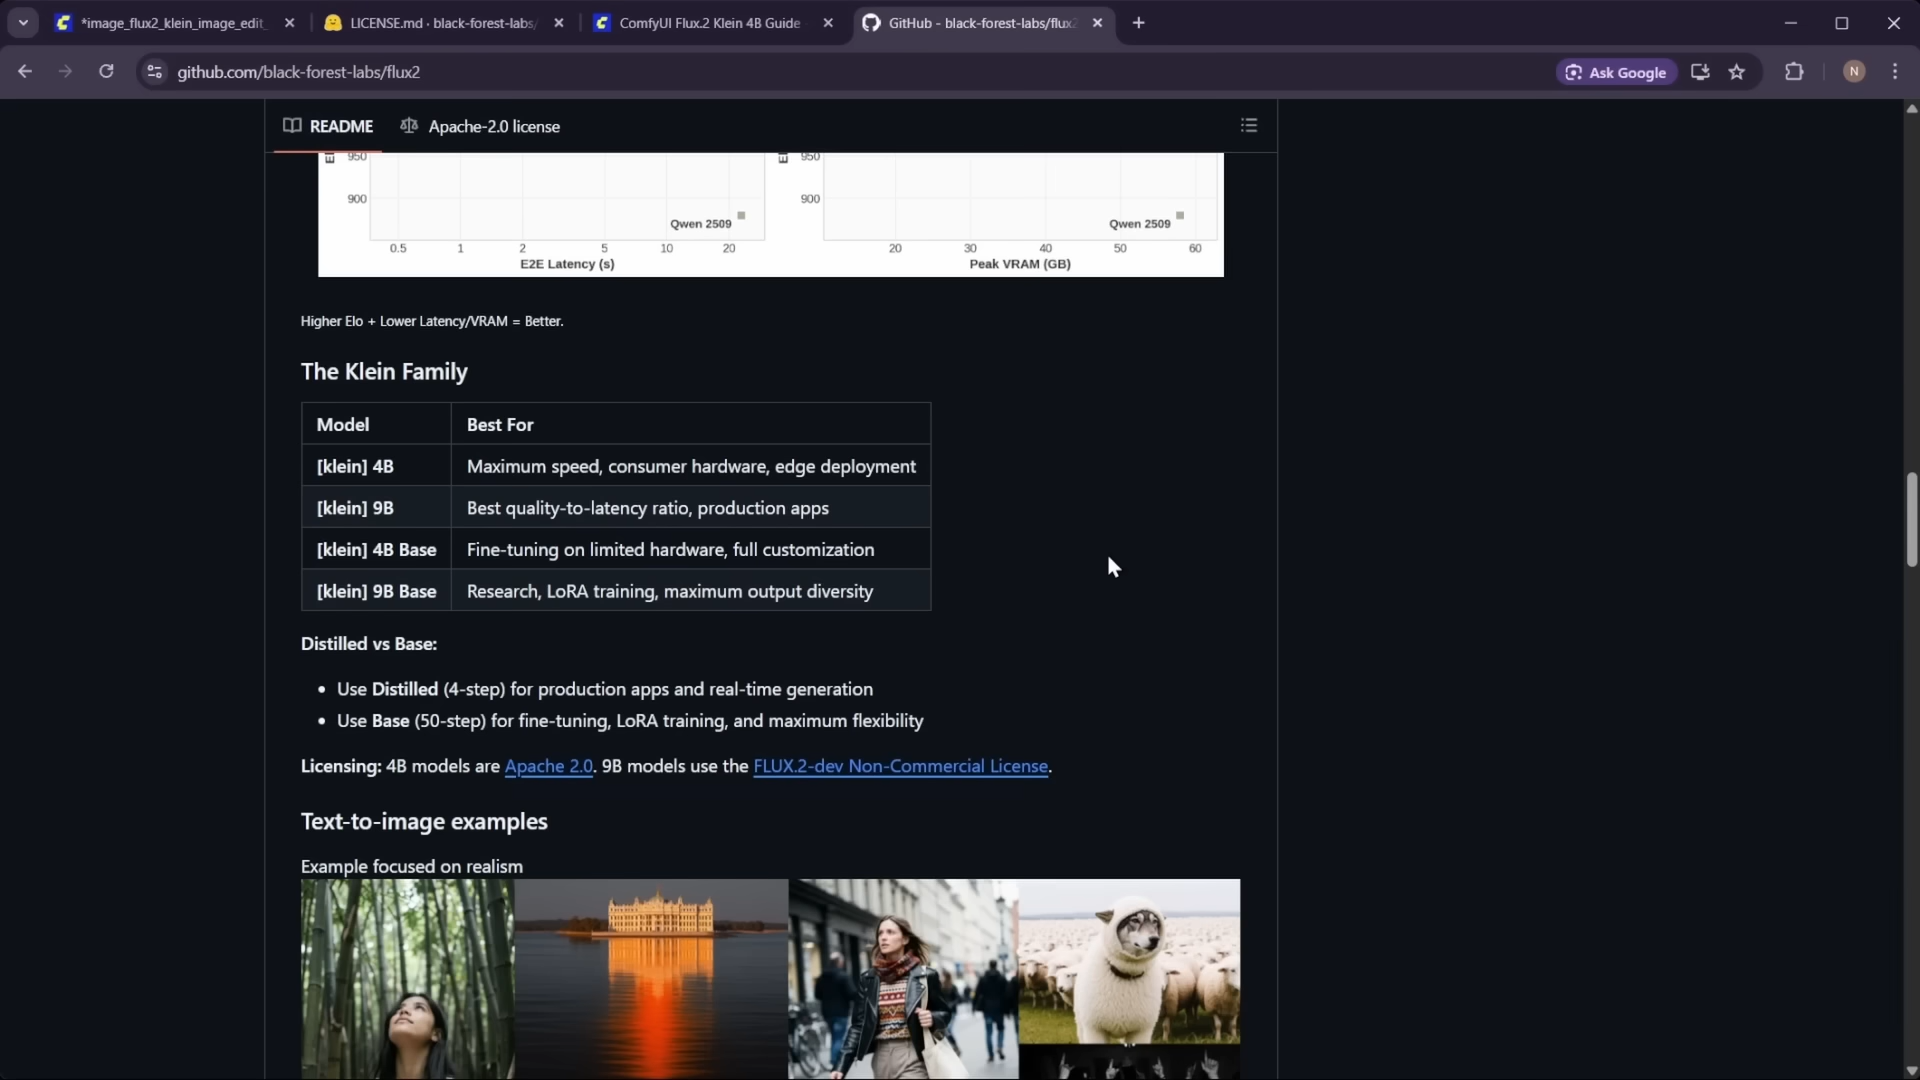 *image_flux2_klein_image_edit_
LICENSE.md · black-forest-labs/
ComfyUI Flux.2 Klein 4B Guide
GitHub - black-forest-labs/flux2
github.com/black-forest-labs/flux2
Ask Google
N
README
Apache-2.0 license
950
900
Qwen 2509
0.5 1 2 5 10 20
E2E Latency (s)
950
900
Qwen 2509
20 30 40 50 60
Peak VRAM (GB)
Higher Elo + Lower Latency/VRAM = Better.
The Klein Family
Model Best For
[klein] 4B Maximum speed, consumer hardware, edge deployment
[klein] 9B Best quality-to-latency ratio, production apps
[klein] 4B Base Fine-tuning on limited hardware, full customization
[klein] 9B Base Research, LoRA training, maximum output diversity
Distilled vs Base:
• Use Distilled (4-step) for production apps and real-time generation
• Use Base (50-step) for fine-tuning, LoRA training, and maximum flexibility
Licensing: 4B models are Apache 2.0. 9B models use the FLUX.2-dev Non-Commercial License.
Text-to-image examples
Example focused on realism